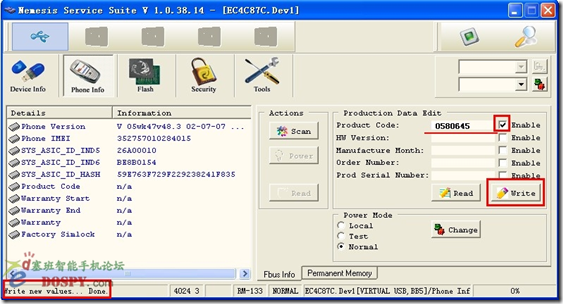 Nemesis Service Suite V 1.0.38.14 - [EC4C87C.Dev1]
Device Info
Phone Info
Flash
Security
Tools
Details Information
Phone Version V 05wk47v48.3 02-07-07 ...
Phone IMEI 352757010284015
SYS_ASIC_ID_IND5 26A00010
SYS_ASIC_ID_IND6 BE8B0154
SYS_ASIC_ID_HASH 59E763F729F229238241F835
Product Code n/a
Warranty Start n/a
Warranty End n/a
Warranty n/a
Factory Simlock n/a
Actions
Scan
Power
Read
Production Data Edit
Product Code: 0580645 Enable
HW Version: Enable
Manufacture Month: Enable
Order Number: Enable
Prod Serial Number: Enable
Read
Write
Power Mode
Local
Test
Normal
Change
Fbus Info
Permanent Memory
塞班智能手机论坛
DOSPY.COM
Write new values... Done.
4024 3
RM-133
NORMAL
EC4C87C.Dev1[VIRTUAL USB,BB5]/Phone Inf
0%